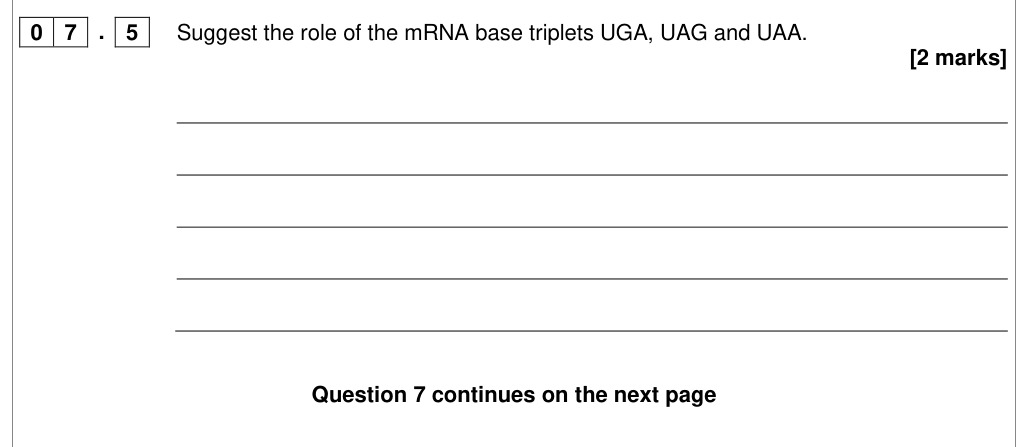 0 7 . 5 Suggest the role of the mRNA base triplets UGA, UAG and UAA.
[2 marks]
Question 7 continues on the next page